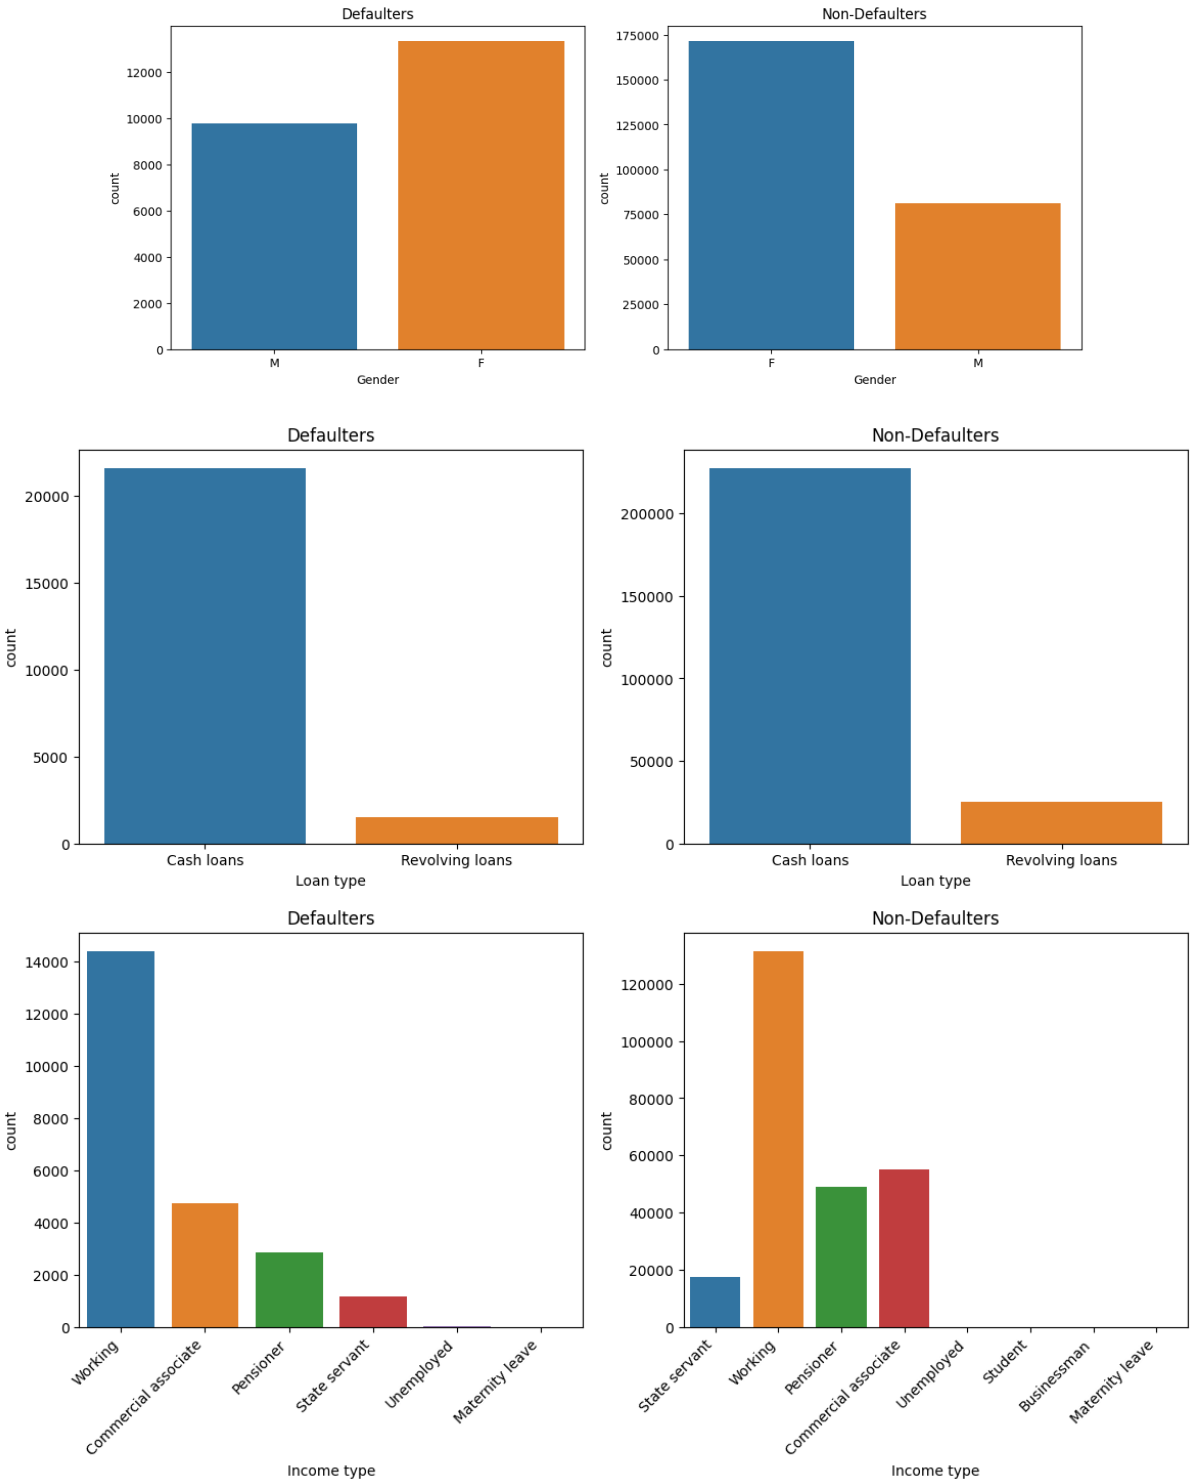 Defaulters
count
12000
10000
8000
6000
4000
2000
0
M
F
Gender
Non-Defaulters
count
175000
150000
125000
100000
75000
50000
25000
0
F
M
Gender
Defaulters
count
20000
15000
10000
5000
0
Cash loans
Revolving loans
Loan type
Non-Defaulters
count
200000
150000
100000
50000
0
Cash loans
Revolving loans
Loan type
Defaulters
count
14000
12000
10000
8000
6000
4000
2000
0
Working
Commercial associate
Pensioner
State servant
Unemployed
Maternity leave
Income type
Non-Defaulters
count
120000
100000
80000
60000
40000
20000
0
State servant
Working
Pensioner
Commercial associate
Unemployed
Student
Businessman
Maternity leave
Income type